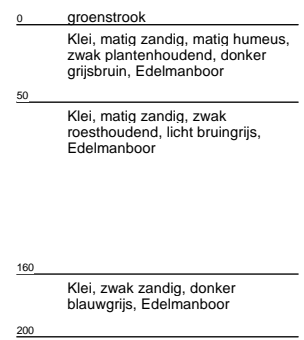 0 groenstrook
Klei, matig zandig, matig humeus,
zwak plantenhoudend, donker
grijsbruin, Edelmanboor
50
Klei, matig zandig, zwak
roesthoudend, licht bruingrijs,
Edelmanboor
160
Klei, zwak zandig, donker
blauwgrijs, Edelmanboor
200